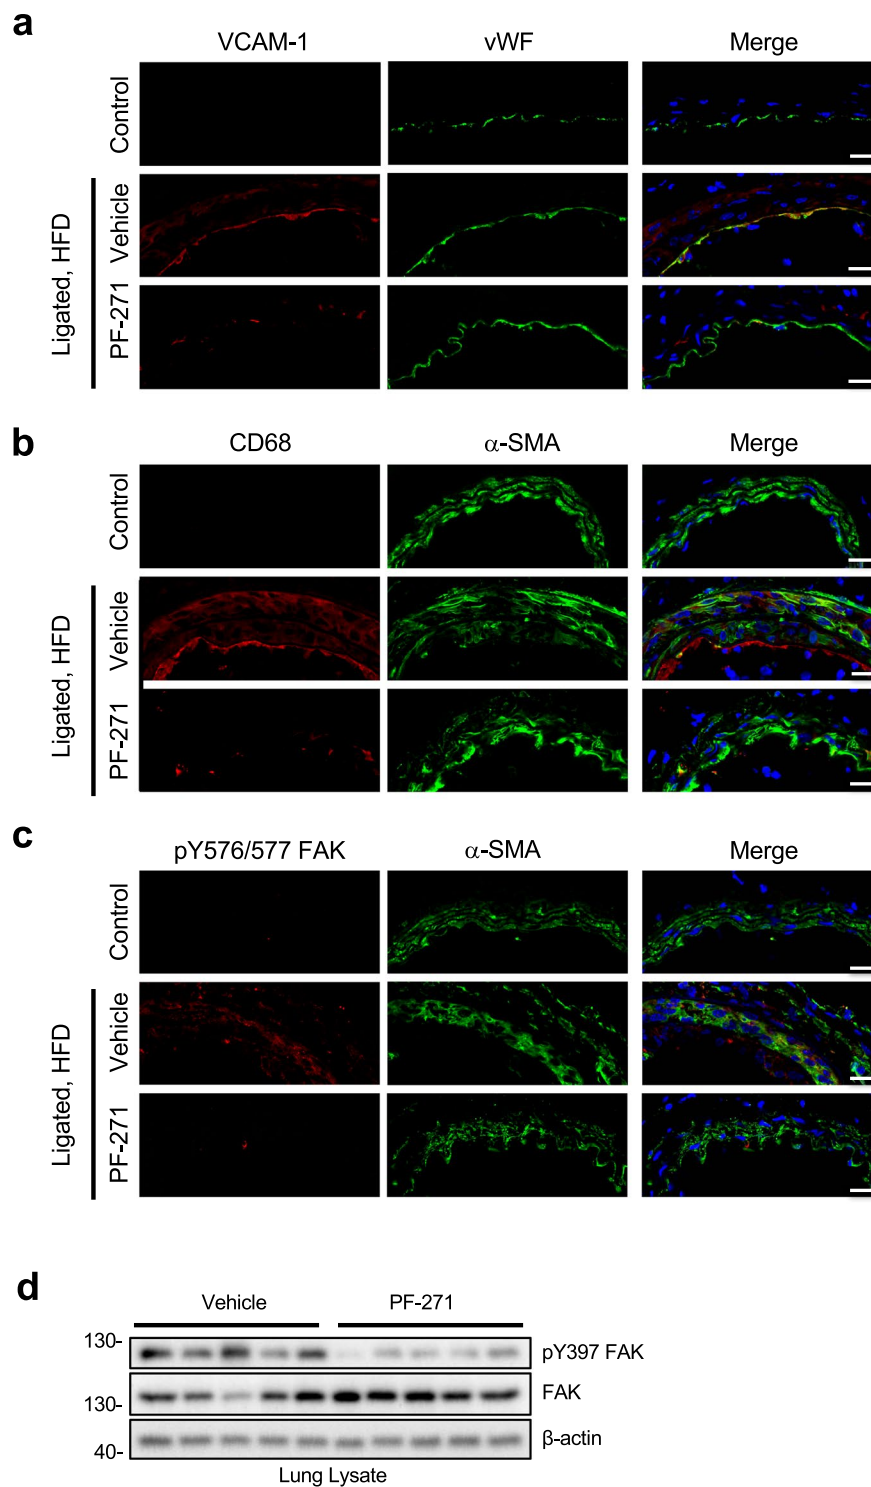 a
VCAM-1 vWF Merge
Control
Ligated, HFD
Vehicle
PF-271
b
CD68 α-SMA Merge
Control
Ligated, HFD
Vehicle
PF-271
c
pY576/577 FAK α-SMA Merge
Control
Ligated, HFD
Vehicle
PF-271
d
Vehicle PF-271
130- pY397 FAK
130- FAK
40- β-actin
Lung Lysate